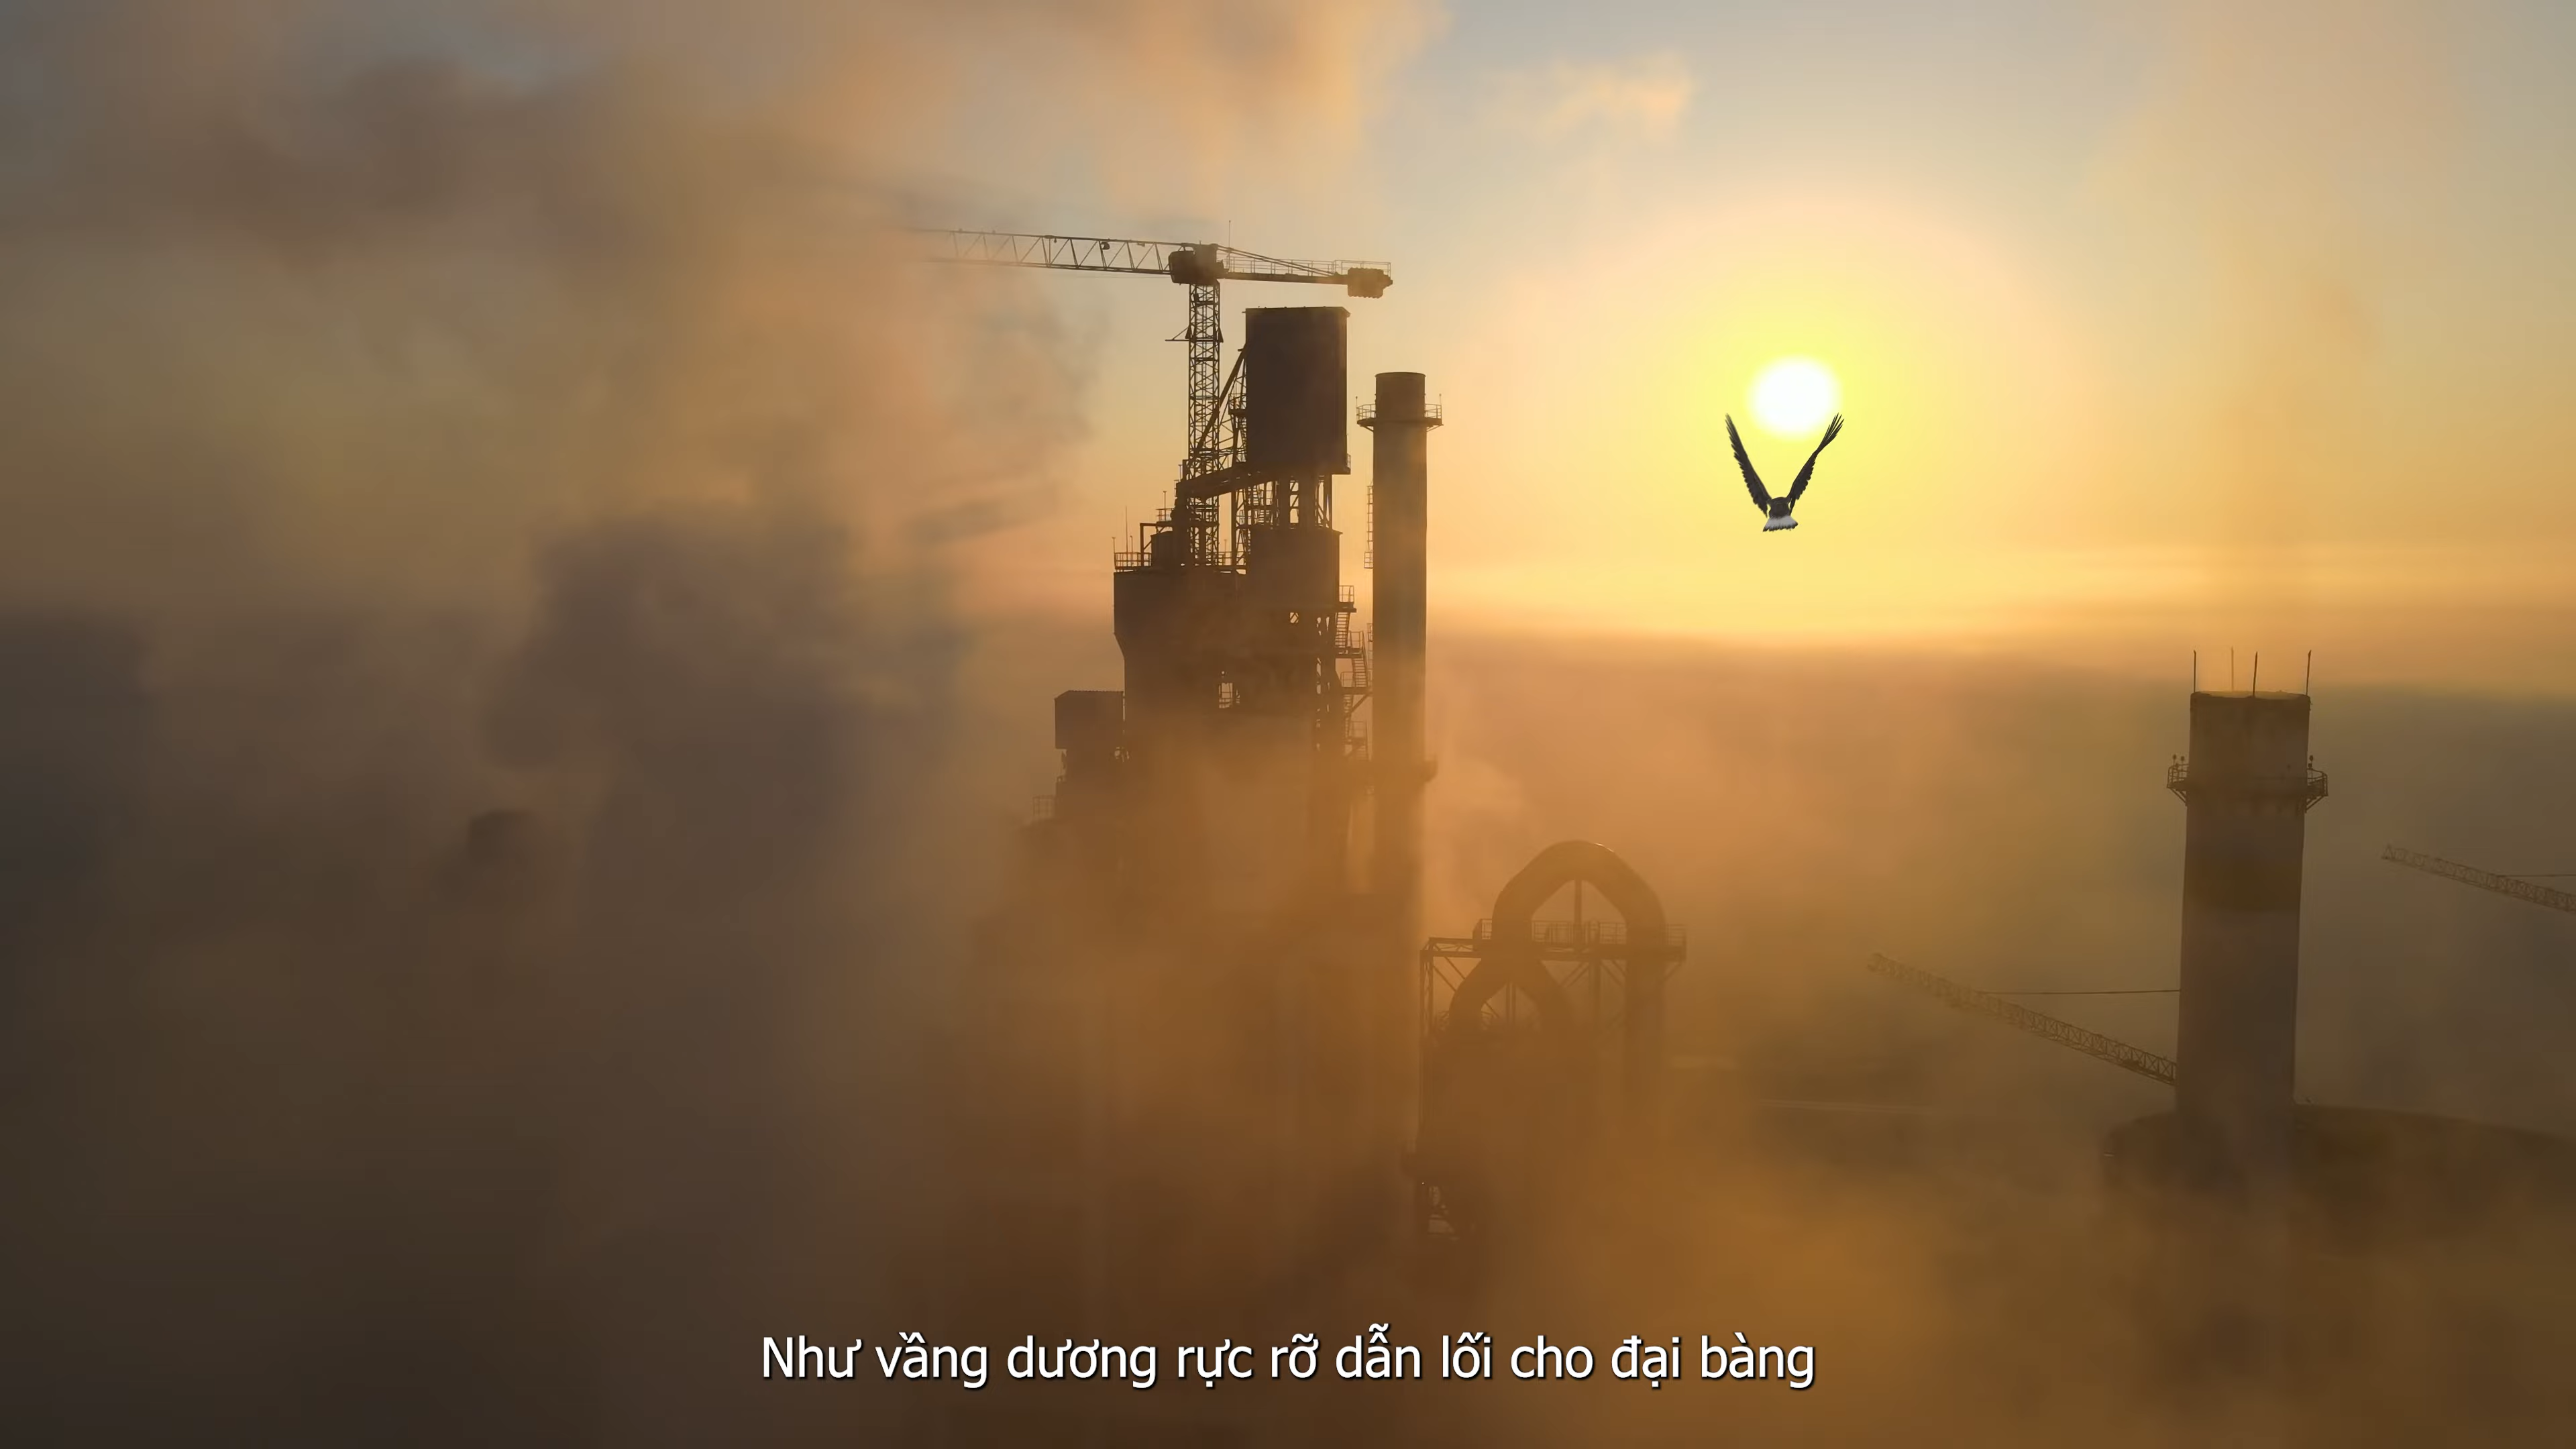 Như vầng dương rực rỡ dẫn lối cho đại bàng